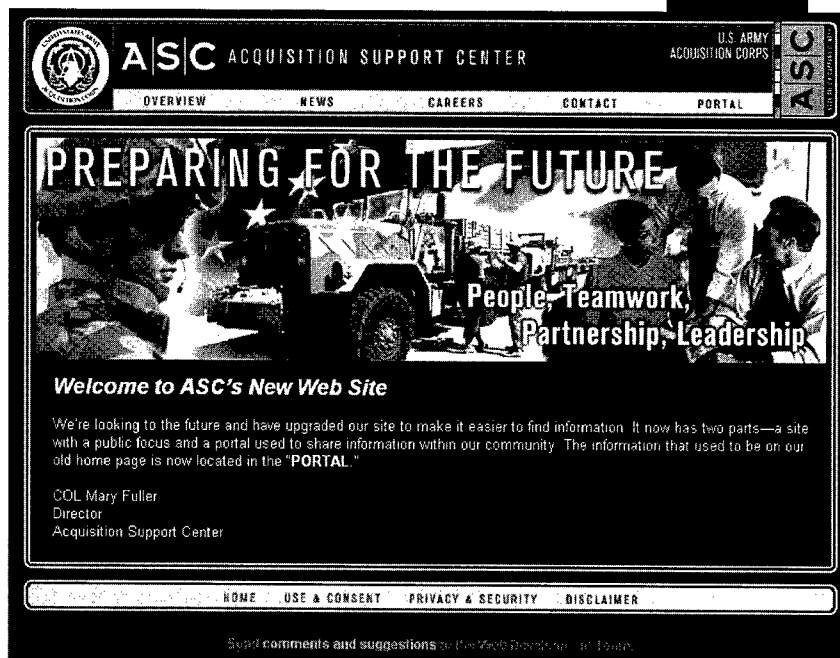 A|S|C ACQUISITION SUPPORT CENTER
U.S. ARMY
ACQUISITION CORPS
ASC
OVERVIEW NEWS CAREERS CONTACT PORTAL
PREPARING FOR THE FUTURE
People, Teamwork,
Partnership, Leadership
Welcome to ASC's New Web Site
We're looking to the future and have upgraded our site to make it easier to find information. It now has two parts—a site
with a public focus and a portal used to share information within our community. The information that used to be on our
old home page is now located in the "PORTAL."
COL Mary Fuller
Director
Acquisition Support Center
HOME USE & CONSENT PRIVACY & SECURITY DISCLAIMER
Send comments and suggestions to the Web